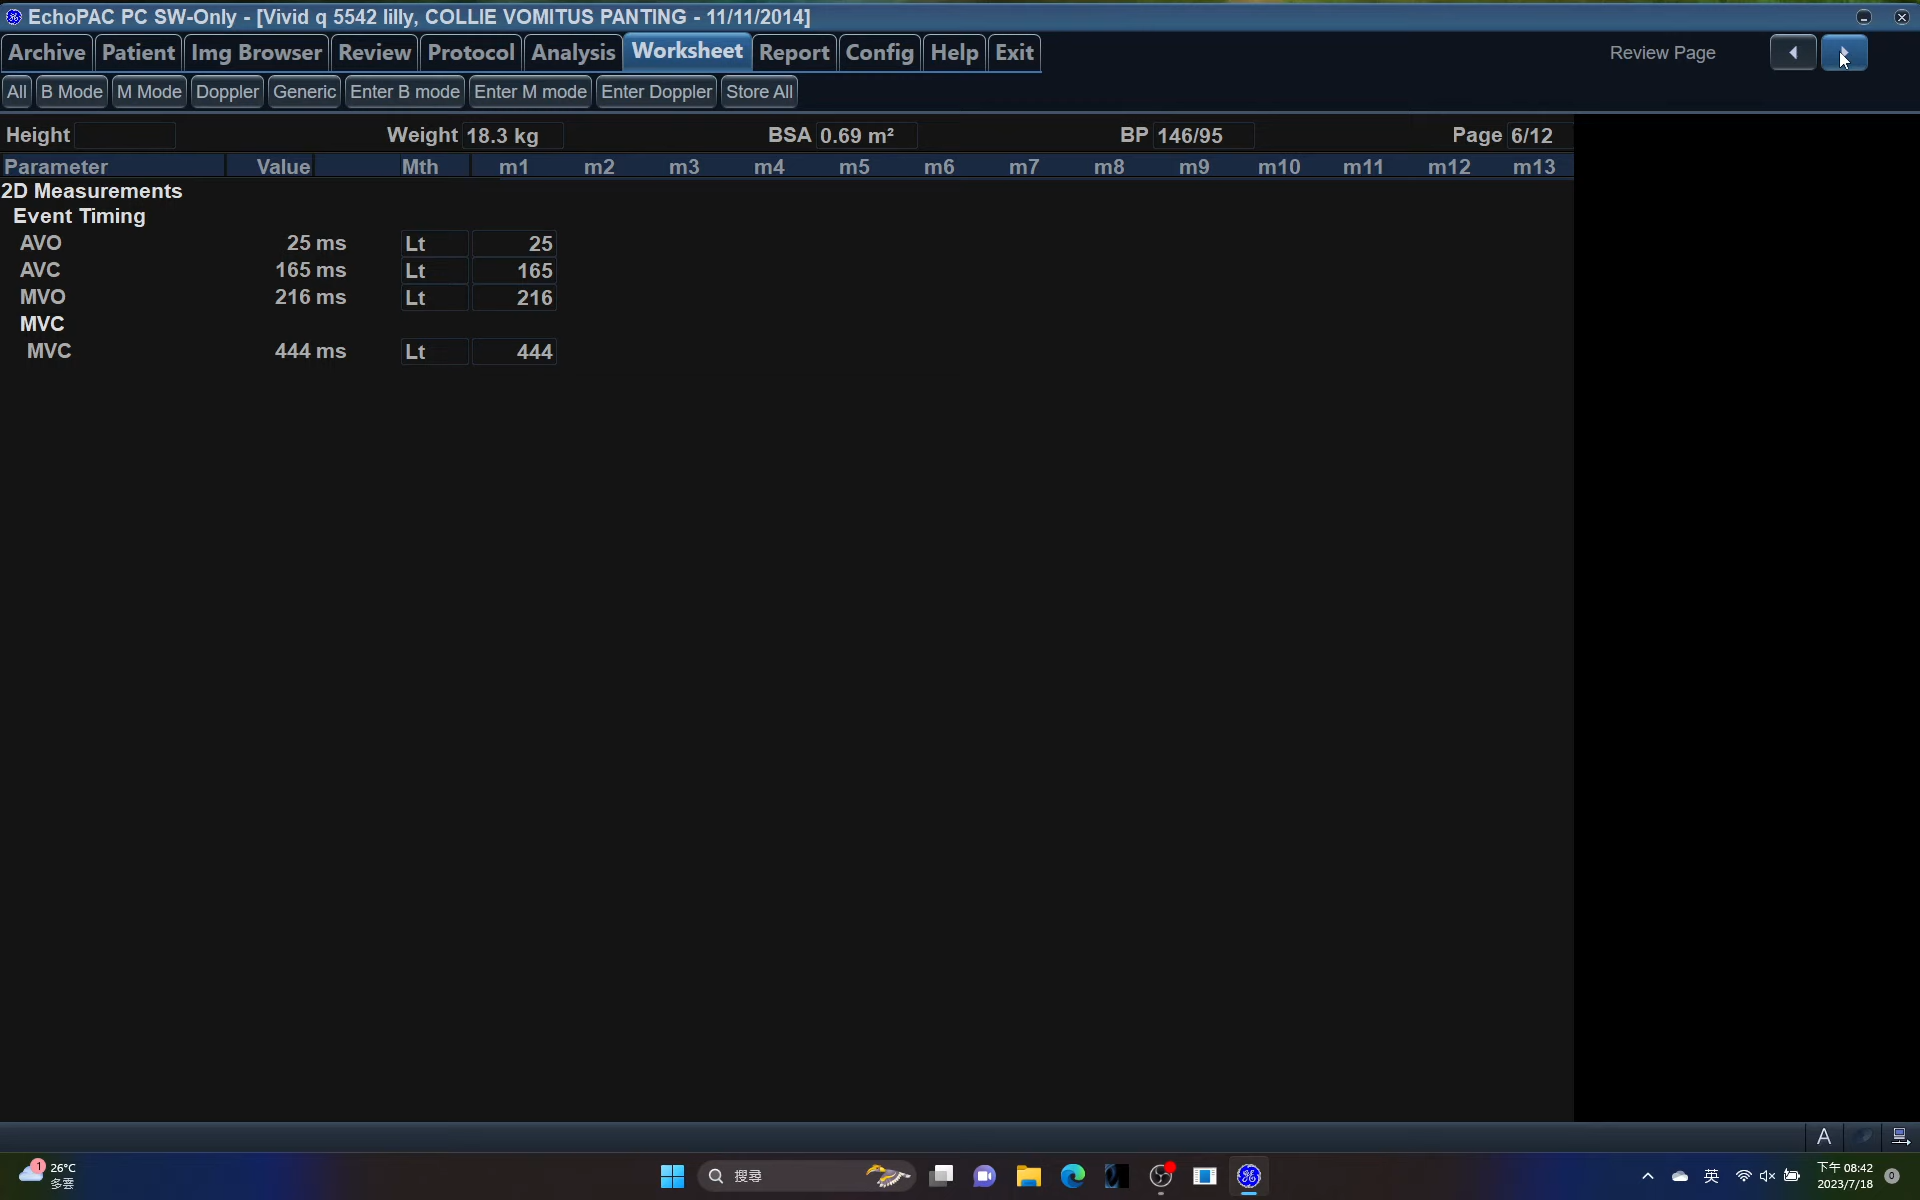 EchoPAC PC SW-Only - [Vivid q 5542 lilly, COLLIE VOMITUS PANTING - 11/11/2014]
Archive Patient Img Browser Review Protocol Analysis Worksheet Report Config Help Exit Review Page
All B Mode M Mode Doppler Generic Enter B mode Enter M mode Enter Doppler Store All
Height Weight 18.3 kg BSA 0.69 m² BP 146/95 Page 6/12
Parameter Value Mth m1 m2 m3 m4 m5 m6 m7 m8 m9 m10 m11 m12 m13
2D Measurements
Event Timing
AVO 25 ms Lt 25
AVC 165 ms Lt 165
MVO 216 ms Lt 216
MVC
MVC 444 ms Lt 444
A
1 26°C
多雲
搜尋
英
下午 08:42
2023/7/18
0